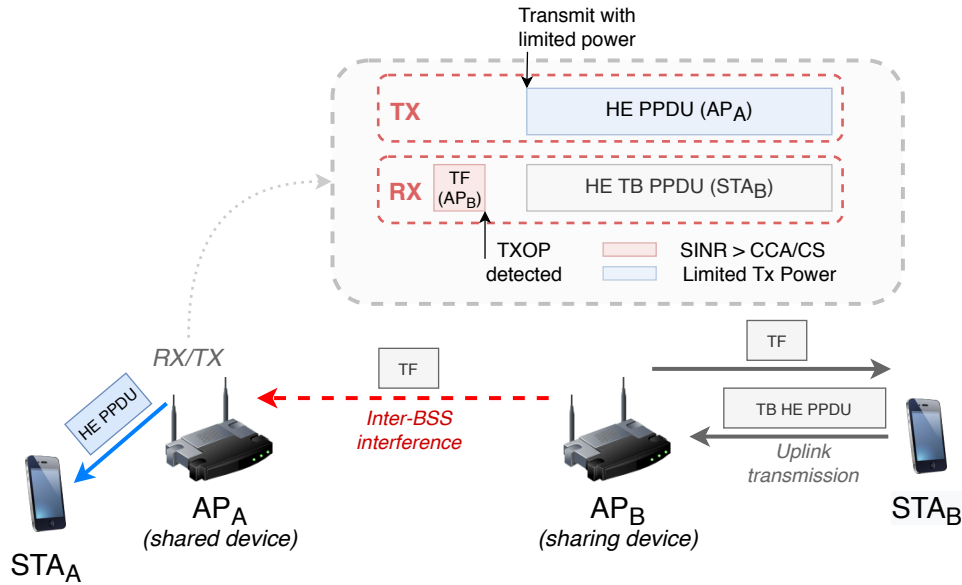 Transmit with
limited power
TX
HE PPDU (APA)
RX
TF
(APB)
HE TB PPDU (STAB)
TXOP
detected
SINR > CCA/CS
Limited Tx Power
RX/TX
TF
TF
HE PPDU
TB HE PPDU
Inter-BSS
interference
Uplink
transmission
APA
(shared device)
APB
(sharing device)
STAB
STAA